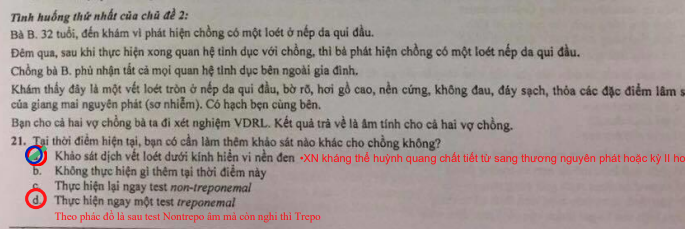 Tình huống thứ nhất của chủ đề 2:
Bà B. 32 tuổi, đến khám vì phát hiện chồng có một loét ở nếp da qui đầu.
Đêm qua, sau khi thực hiện xong quan hệ tình dục với chồng, thì bà phát hiện chồng có một loét nếp da qui đầu.
Chồng bà B. phủ nhận tất cả mọi quan hệ tình dục bên ngoài gia đình.
Khám thấy đây là một vết loét tròn ở nếp da qui đầu, bờ rõ, hơi gồ cao, nền cứng, không đau, đáy sạch, thỏa các đặc điểm lâm s
của giang mai nguyên phát (sơ nhiễm). Có hạch bẹn cùng bên.
Bạn cho cả hai vợ chồng bà ta đi xét nghiệm VDRL. Kết quả trả về là âm tính cho cả hai vợ chồng.
21. Tại thời điểm hiện tại, bạn có cần làm thêm khảo sát nào khác cho chồng không?
Khảo sát dịch vết loét dưới kính hiển vi nền đen •XN kháng thể huỳnh quang chất tiết từ sang thương nguyên phát hoặc kỳ II ho
b. Không thực hiện gì thêm tại thời điểm này
c. Thực hiện lại ngay test non-treponemal
d. Thực hiện ngay một test treponemal
Theo phác đồ là sau test Nontrepo âm mà còn nghi thì Trepo